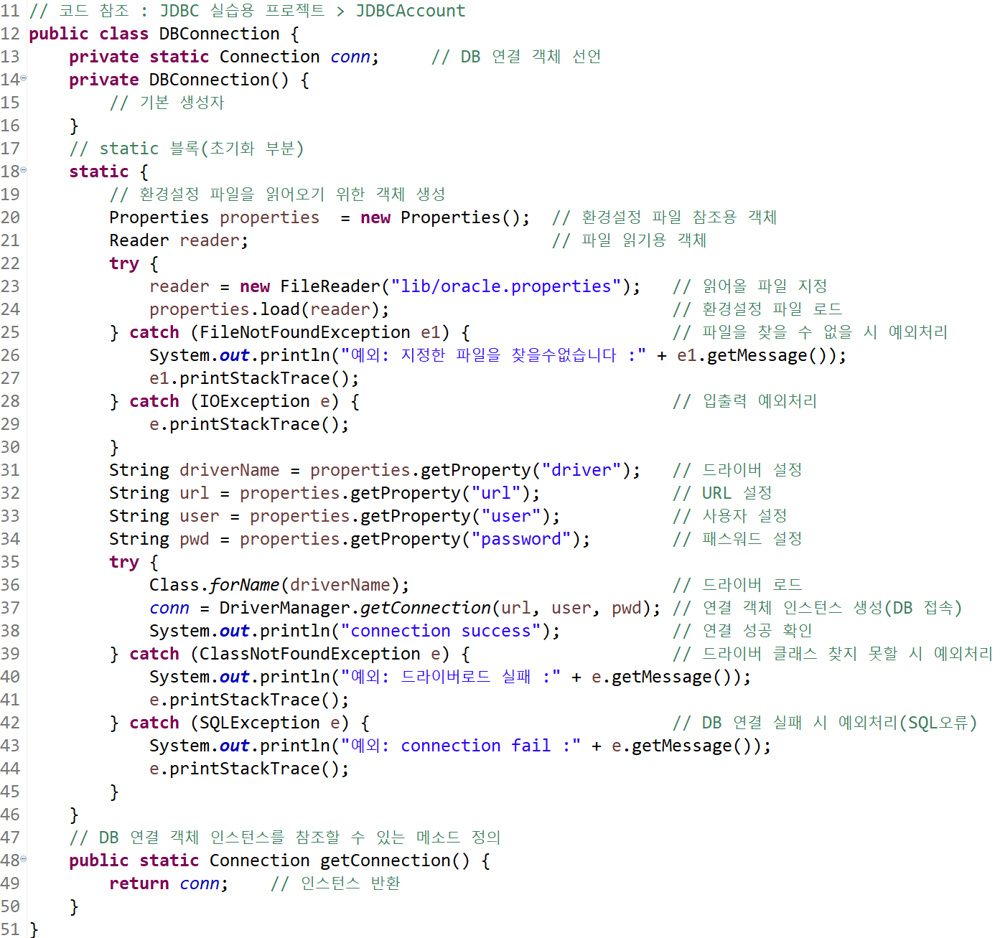 11 // 코드 참조 : JDBC 실습용 프로젝트 > JDBCAccount
12 public class DBConnection {
13     private static Connection conn;     // DB 연결 객체 선언
14     private DBConnection() {
15         // 기본 생성자
16     }
17     // static 블록(초기화 부분)
18     static {
19         // 환경설정 파일을 읽어오기 위한 객체 생성
20         Properties properties  = new Properties();  // 환경설정 파일 참조용 객체
21         Reader reader;                              // 파일 읽기용 객체
22         try {
23             reader = new FileReader("lib/oracle.properties");   // 읽어올 파일 지정
24             properties.load(reader);                            // 환경설정 파일 로드
25         } catch (FileNotFoundException e1) {                    // 파일을 찾을 수 없을 시 예외처리
26             System.out.println("예외: 지정한 파일을 찾을수없습니다 :" + e1.getMessage());
27             e1.printStackTrace();
28         } catch (IOException e) {                               // 입출력 예외처리
29             e.printStackTrace();
30         }
31         String driverName = properties.getProperty("driver");   // 드라이버 설정
32         String url = properties.getProperty("url");             // URL 설정
33         String user = properties.getProperty("user");           // 사용자 설정
34         String pwd = properties.getProperty("password");        // 패스워드 설정
35         try {
36             Class.forName(driverName);                          // 드라이버 로드
37             conn = DriverManager.getConnection(url, user, pwd); // 연결 객체 인스턴스 생성(DB 접속)
38             System.out.println("connection success");           // 연결 성공 확인
39         } catch (ClassNotFoundException e) {                    // 드라이버 클래스 찾지 못할 시 예외처리
40             System.out.println("예외: 드라이버로드 실패 :" + e.getMessage());
41             e.printStackTrace();
42         } catch (SQLException e) {                              // DB 연결 실패 시 예외처리(SQL오류)
43             System.out.println("예외: connection fail :" + e.getMessage());
44             e.printStackTrace();
45         }
46     }
47     // DB 연결 객체 인스턴스를 참조할 수 있는 메소드 정의
48     public static Connection getConnection() {
49         return conn;    // 인스턴스 반환
50     }
51 }